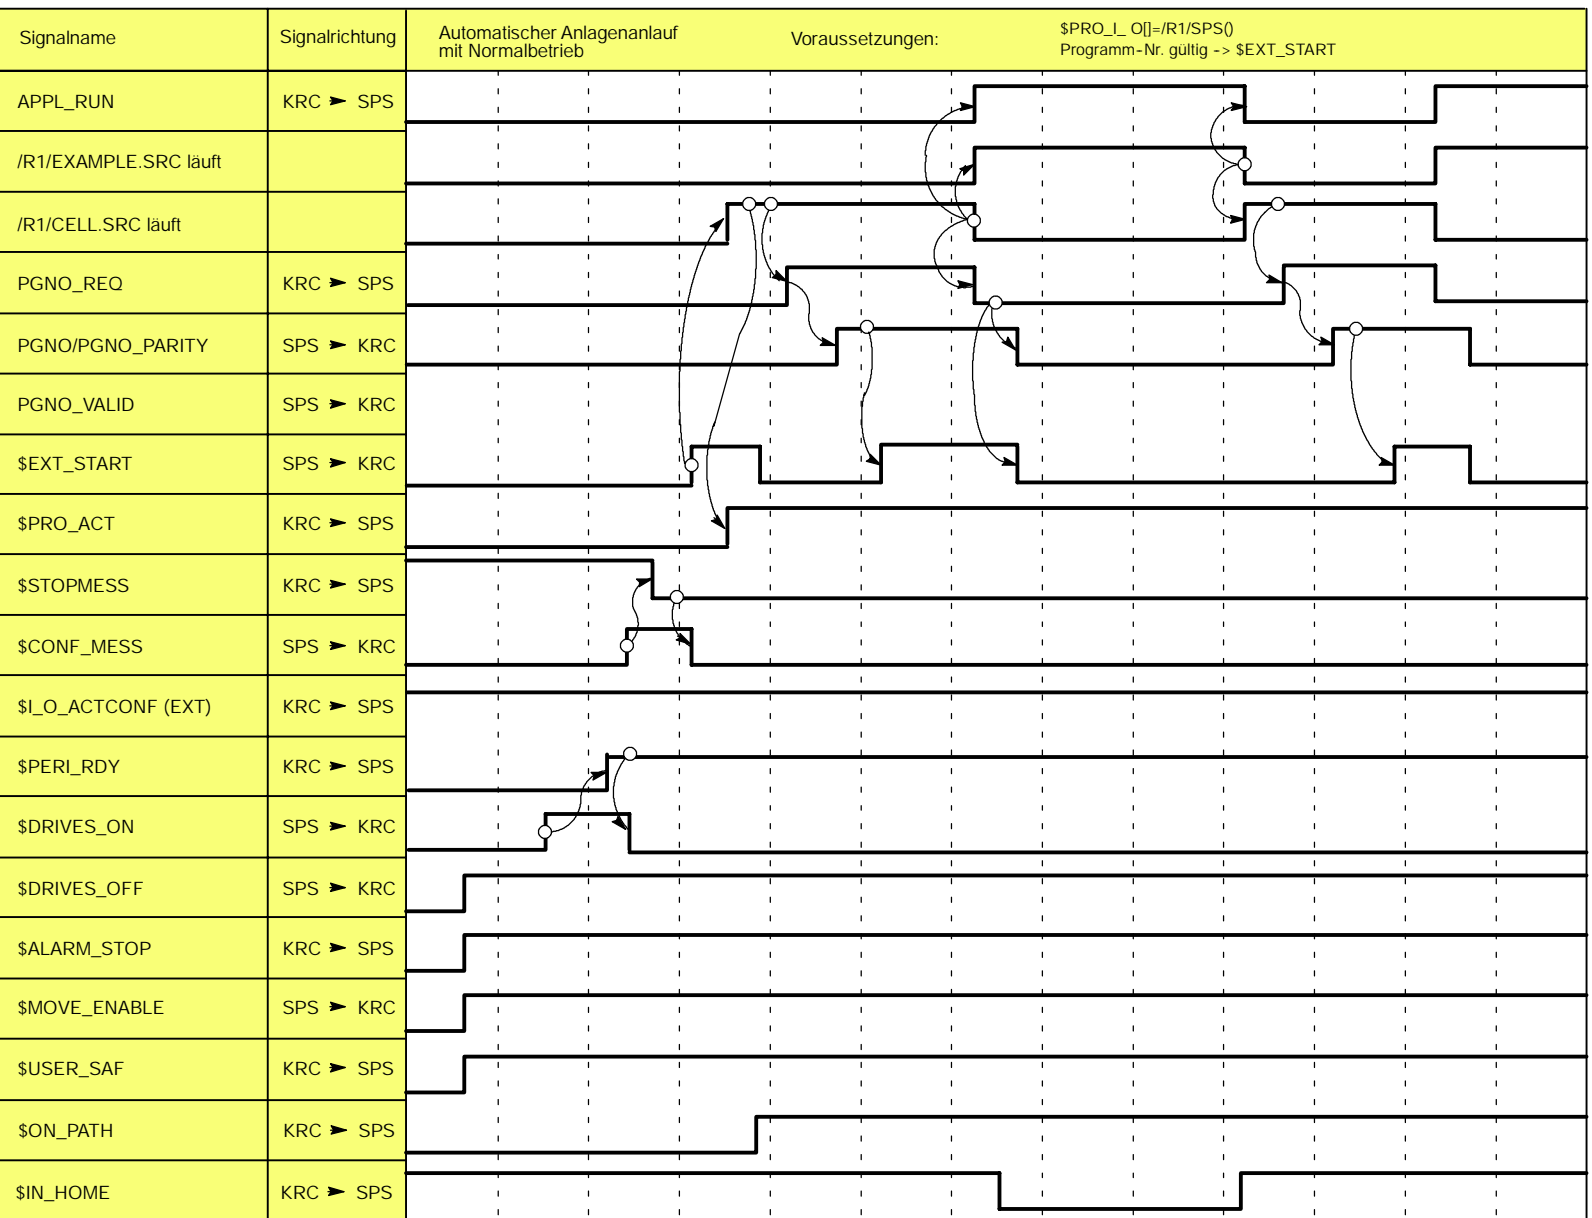 Signalname Signalrichtung Automatischer Anlagenanlauf mit Normalbetrieb Voraussetzungen: $PRO_I_ O[]=/R1/SPS()
Programm-Nr. gültig -> $EXT_START
APPL_RUN KRC ➤ SPS
/R1/EXAMPLE.SRC läuft
/R1/CELL.SRC läuft
PGNO_REQ KRC ➤ SPS
PGNO/PGNO_PARITY SPS ➤ KRC
PGNO_VALID SPS ➤ KRC
$EXT_START SPS ➤ KRC
$PRO_ACT KRC ➤ SPS
$STOPMESS KRC ➤ SPS
$CONF_MESS SPS ➤ KRC
$I_O_ACTCONF (EXT) KRC ➤ SPS
$PERI_RDY KRC ➤ SPS
$DRIVES_ON SPS ➤ KRC
$DRIVES_OFF SPS ➤ KRC
$ALARM_STOP KRC ➤ SPS
$MOVE_ENABLE SPS ➤ KRC
$USER_SAF KRC ➤ SPS
$ON_PATH KRC ➤ SPS
$IN_HOME KRC ➤ SPS